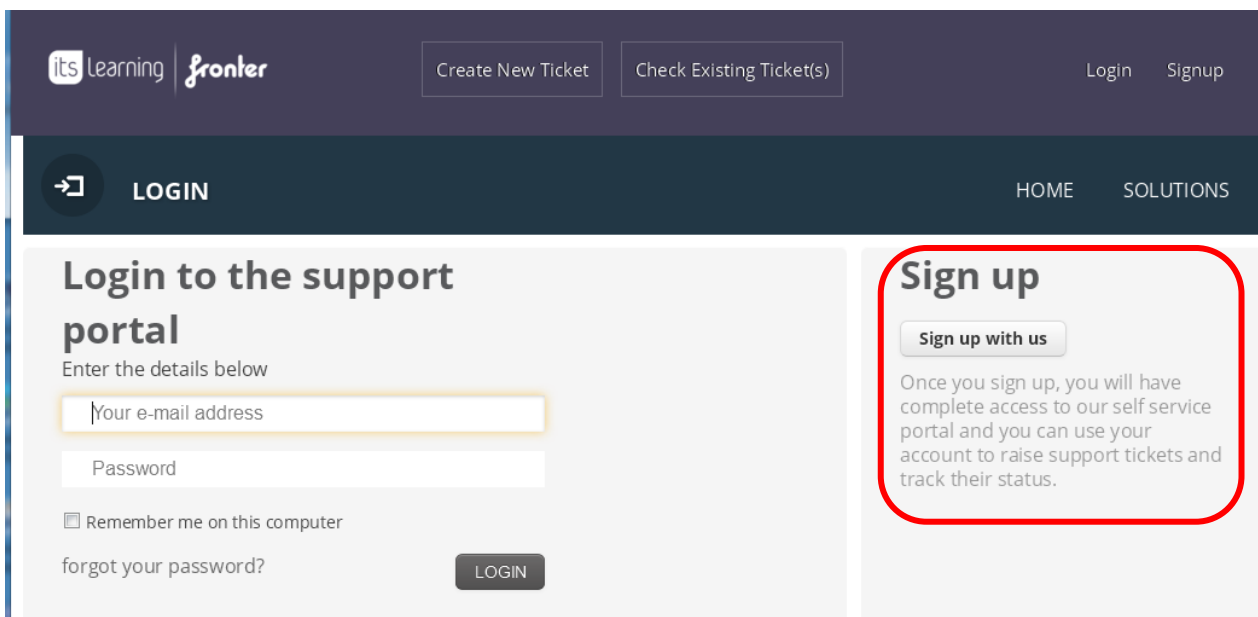 its learning fronter
Create New Ticket
Check Existing Ticket(s)
Login
Signup
LOGIN
HOME
SOLUTIONS
Login to the support
portal
Enter the details below
Your e-mail address
Password
Remember me on this computer
forgot your password?
LOGIN
Sign up
Sign up with us
Once you sign up, you will have
complete access to our self service
portal and you can use your
account to raise support tickets and
track their status.